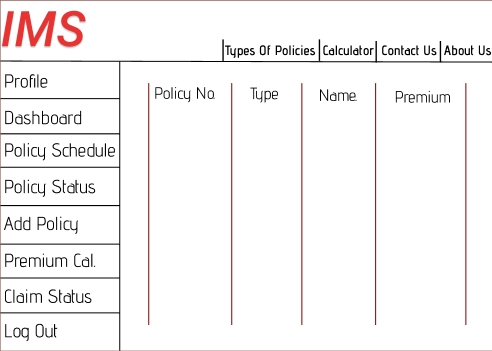 IMS
Types Of Policies Calculator Contact Us About Us
Profile
Dashboard
Policy Schedule
Policy Status
Add Policy
Premium Cal.
Claim Status
Log Out
Policy No. Type Name Premium